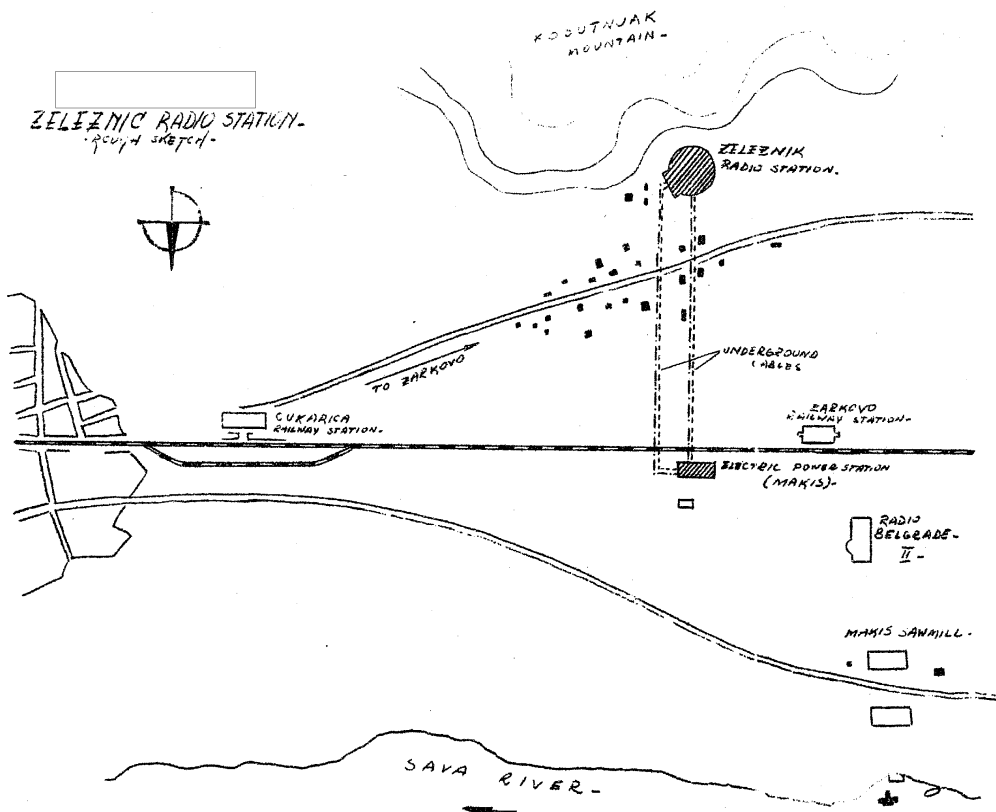 KOŠUTNJAK
MOUNTAIN-
ZELEZNIC RADIO STATION-
-ROUGH SKETCH-
ZELEZNIK
RADIO STATION.
TO ZARKOVO
UNDERGROUND
CABLES
CUKARICA
RAILWAY STATION-
ZARKOVO
RAILWAY STATION-
ELECTRIC POWER STATION
(MAKIS)-
RADIO
BELGRADE-
II-
MAKIS SAWMILL-
SAVA RIVER-